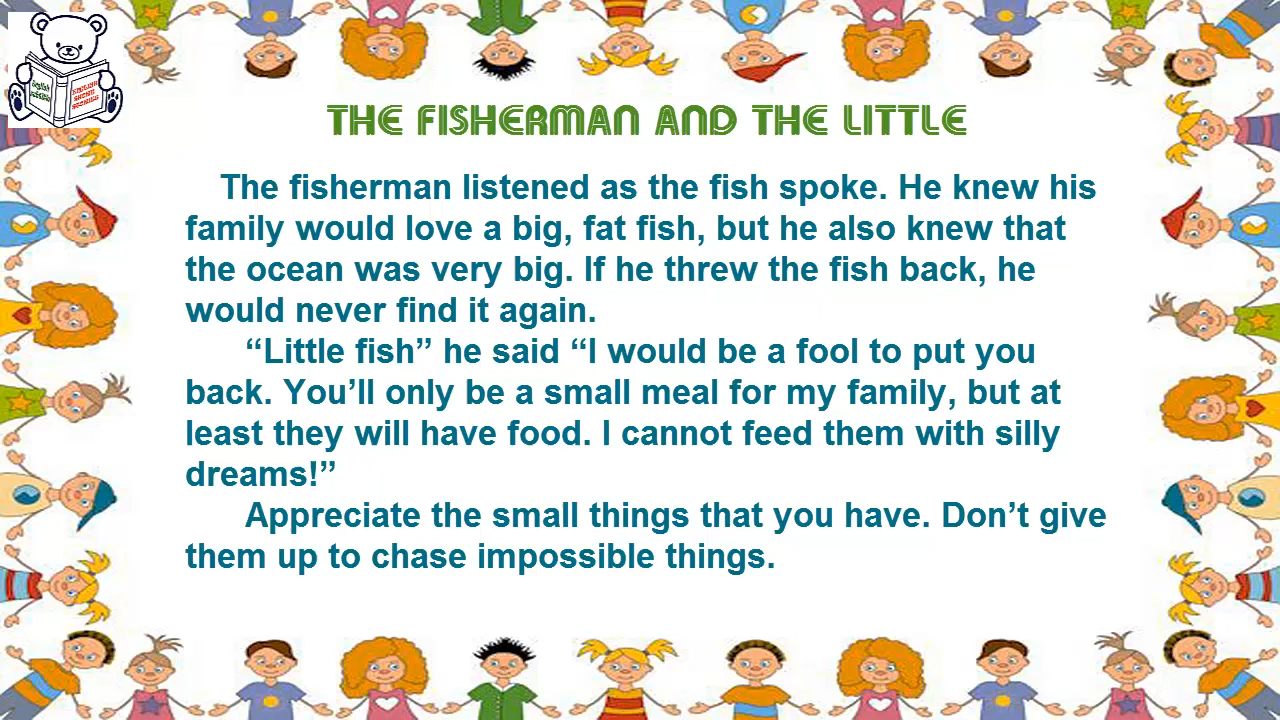 THE FISHERMAN AND THE LITTLE
The fisherman listened as the fish spoke. He knew his
family would love a big, fat fish, but he also knew that
the ocean was very big. If he threw the fish back, he
would never find it again.
“Little fish” he said “I would be a fool to put you
back. You’ll only be a small meal for my family, but at
least they will have food. I cannot feed them with silly
dreams!”
Appreciate the small things that you have. Don’t give
them up to chase impossible things.
ENGLISH
SHORT
STORIES